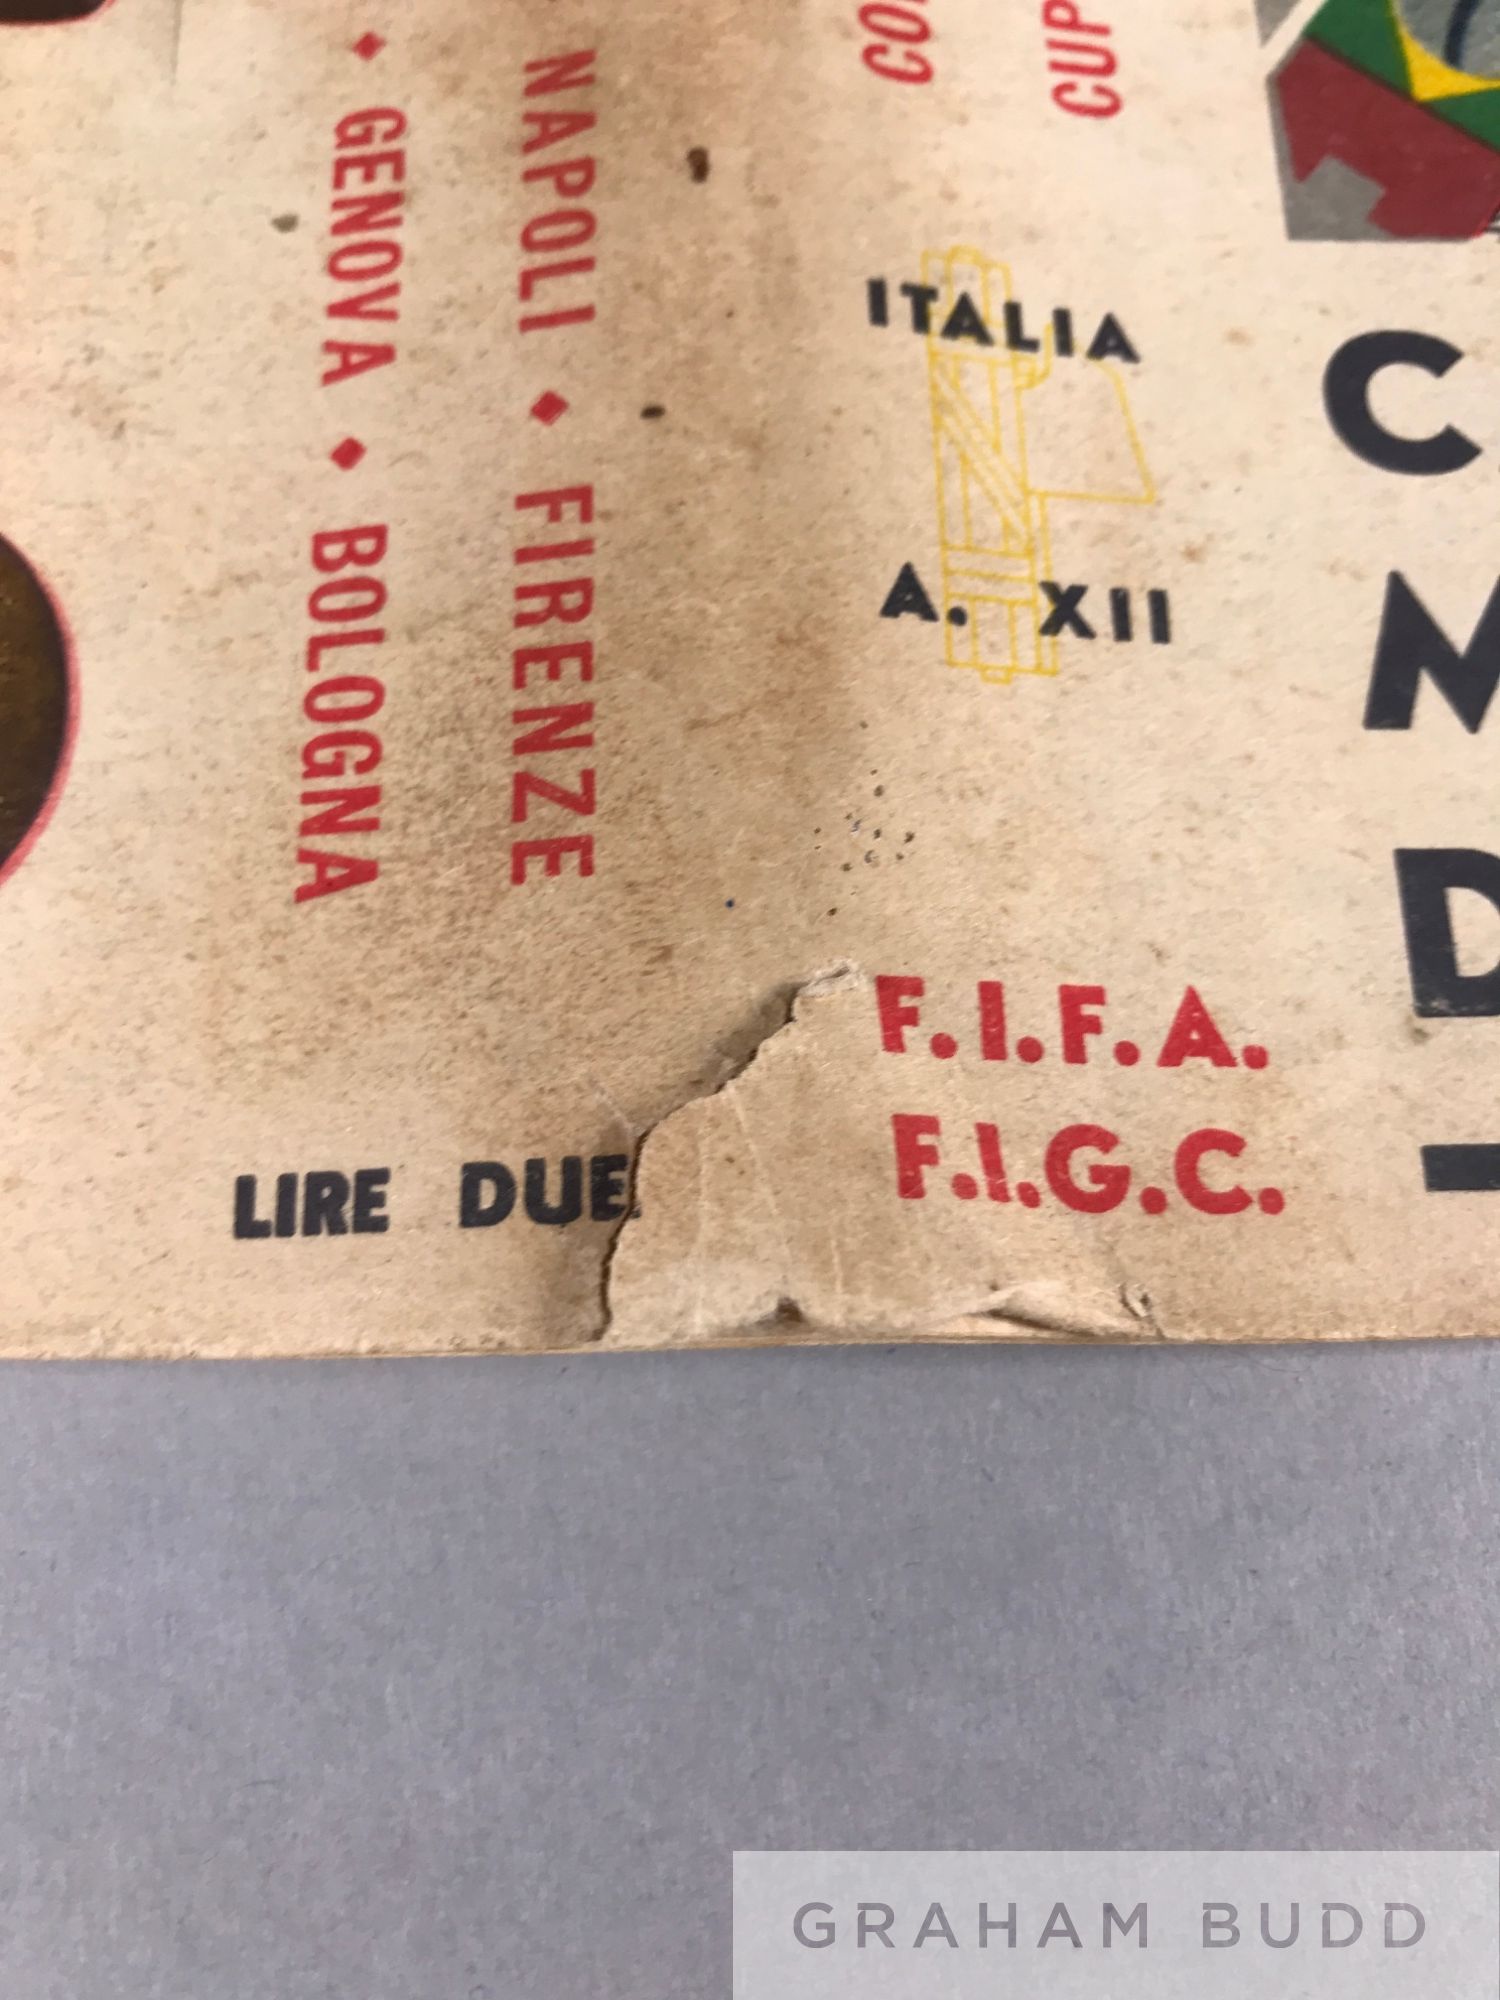 NAPOLI ♦ FIRENZE
♦ GENOVA ♦ BOLOGNA
ITALIA
A. XII
F.I.F.A.
F.I.G.C.
LIRE DUE
GRAHAM BUDD